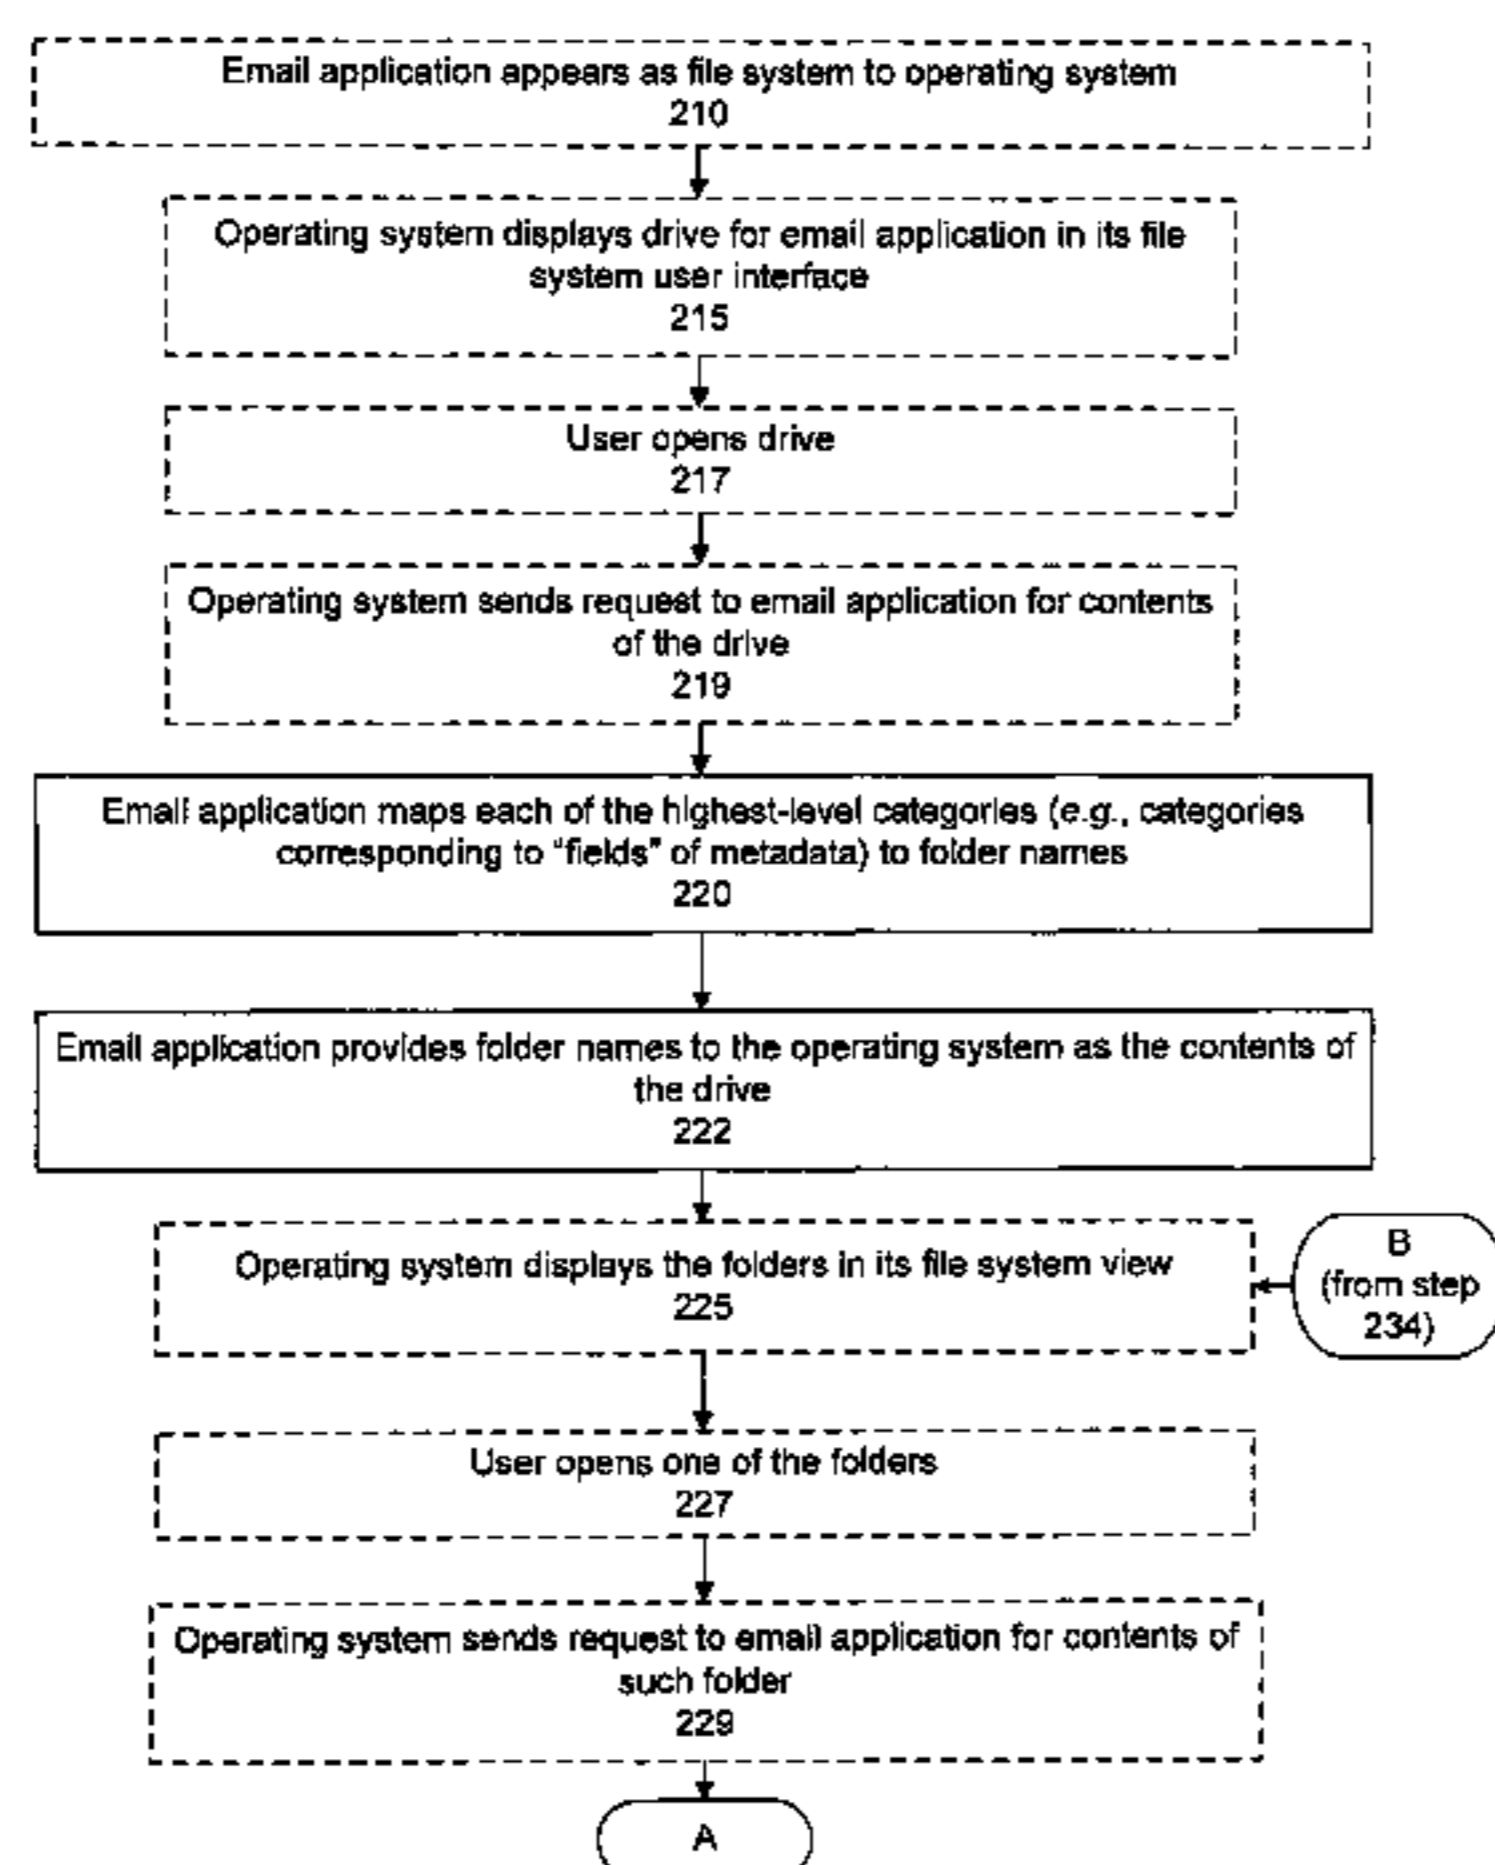 Email application appears as file system to operating system
210
Operating system displays drive for email application in its file
system user interface
215
User opens drive
217
Operating system sends request to email application for contents
of the drive
219
Email application maps each of the highest-level categories (e.g., categories
corresponding to "fields" of metadata) to folder names
220
Email application provides folder names to the operating system as the contents of
the drive
222
Operating system displays the folders in its file system view
225
B
(from step
234)
User opens one of the folders
227
Operating system sends request to email application for contents of
such folder
229
A